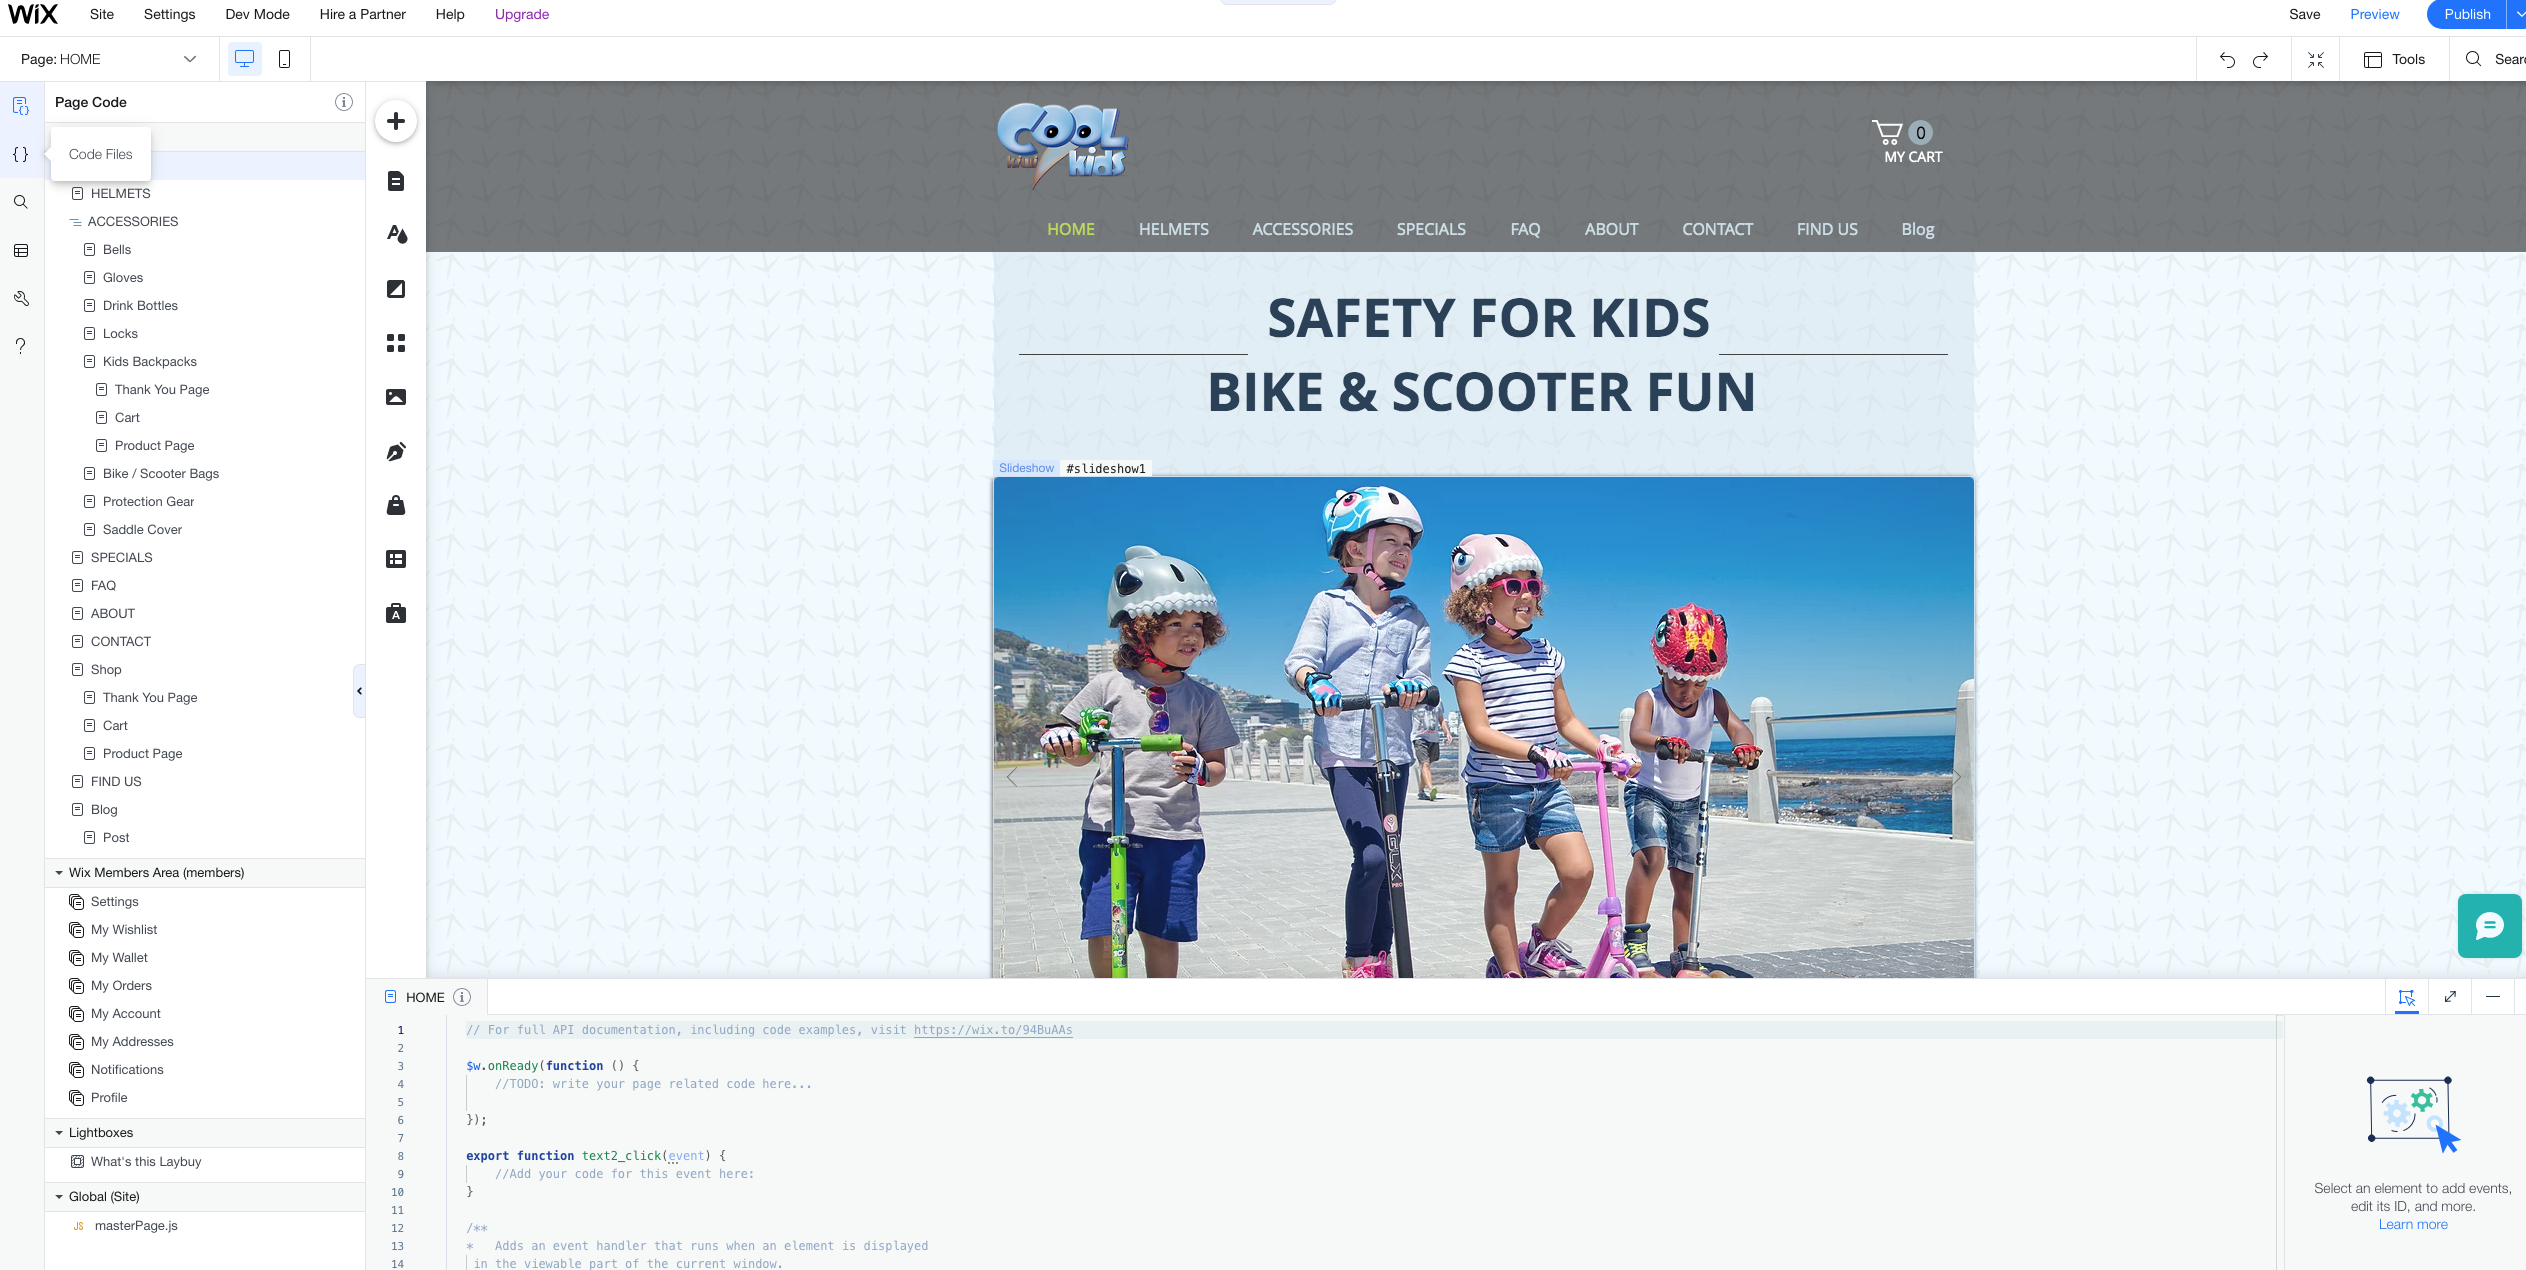 WiX
Site
Settings
Dev Mode
Hire a Partner
Help
Upgrade
Save
Preview
Publish
Page: HOME
Tools
Page Code
Code Files
HELMETS
ACCESSORIES
Bells
Gloves
Drink Bottles
Locks
Kids Backpacks
Thank You Page
Cart
Product Page
Bike / Scooter Bags
Protection Gear
Saddle Cover
SPECIALS
FAQ
ABOUT
CONTACT
Shop
Thank You Page
Cart
Product Page
FIND US
Blog
Post
Wix Members Area (members)
Settings
My Wishlist
My Wallet
My Orders
My Account
My Addresses
Notifications
Profile
Lightboxes
What's this Laybuy
Global (Site)
JS masterPage.js
COOL
kidz
kids
0
MY CART
HOME HELMETS ACCESSORIES SPECIALS FAQ ABOUT CONTACT FIND US Blog
SAFETY FOR KIDS
BIKE & SCOOTER FUN
Slideshow #slideshow1
HOME
1 // For full API documentation, including code examples, visit https://wix.to/94BuAAs
2
3 $w.onReady(function () {
4 //TODO: write your page related code here...
5
6 });
7
8 export function text2_click(event) {
9 //Add your code for this event here:
10 }
11
12 /**
13 * Adds an event handler that runs when an element is displayed
14 in the viewable part of the current window.
Select an element to add events,
edit its ID, and more.
Learn more